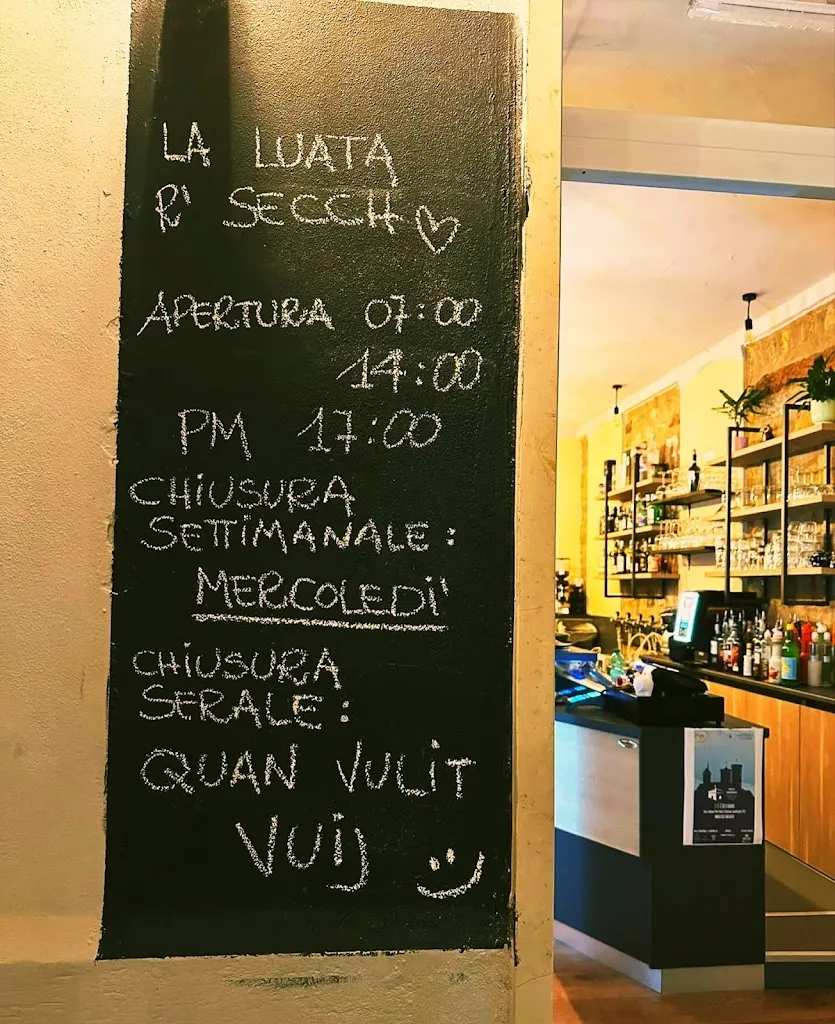 LA LUATA
R' SECCH
APERTURA 07:00
14:00
PM 17:00
CHIUSURA
SETTIMANALE:
MERCOLEDI'
CHIUSURA
SERALE:
QUAN VULIT
VUIJ